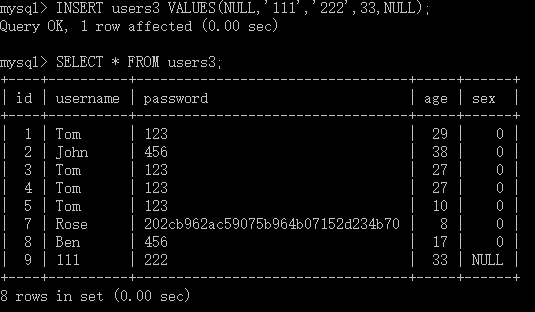 mysql> INSERT users3 VALUES(NULL,'111','222',33,NULL);
Query OK, 1 row affected (0.00 sec)
mysql> SELECT * FROM users3;
+----+----------+----------------------------------+-----+------+
| id | username | password                         | age | sex  |
+----+----------+----------------------------------+-----+------+
|  1 | Tom      | 123                              |  29 |    0 |
|  2 | John     | 456                              |  38 |    0 |
|  3 | Tom      | 123                              |  27 |    0 |
|  4 | Tom      | 123                              |  27 |    0 |
|  5 | Tom      | 123                              |  10 |    0 |
|  7 | Rose     | 202cb962ac59075b964b07152d234b70 |   8 |    0 |
|  8 | Ben      | 456                              |  17 |    0 |
|  9 | 111      | 222                              |  33 | NULL |
+----+----------+----------------------------------+-----+------+
8 rows in set (0.00 sec)